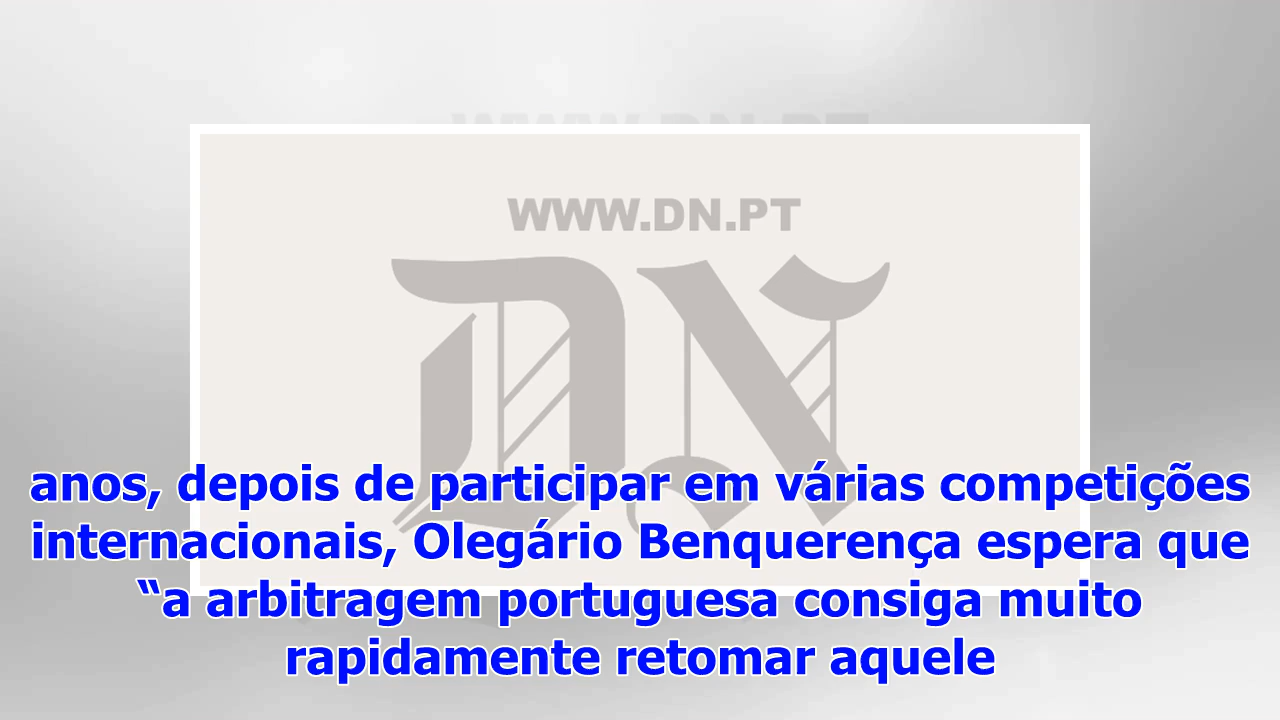 WWW.DN.PT
DN
anos, depois de participar em várias competições
internacionais, Olegário Benquerença espera que
“a arbitragem portuguesa consiga muito
rapidamente retomar aquele